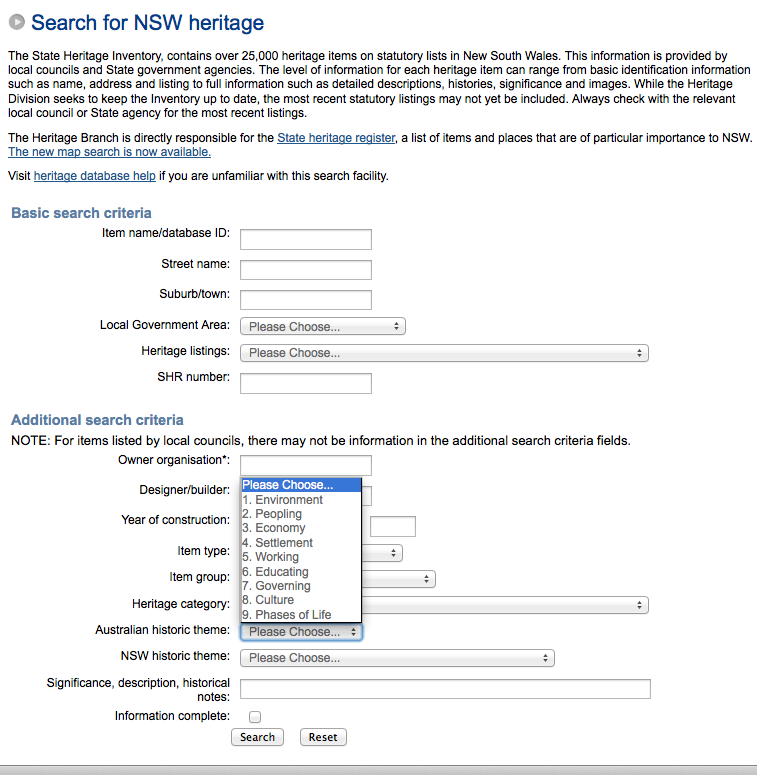 Search for NSW heritage
The State Heritage Inventory, contains over 25,000 heritage items on statutory lists in New South Wales. This information is provided by
local councils and State government agencies. The level of information for each heritage item can range from basic identification information
such as name, address and listing to full information such as detailed descriptions, histories, significance and images. While the Heritage
Division seeks to keep the Inventory up to date, the most recent statutory listings may not yet be included. Always check with the relevant
local council or State agency for the most recent listings.
The Heritage Branch is directly responsible for the State heritage register, a list of items and places that are of particular importance to NSW.
The new map search is now available.
Visit heritage database help if you are unfamiliar with this search facility.
Basic search criteria
Item name/database ID:
Street name:
Suburb/town:
Local Government Area: Please Choose...
Heritage listings: Please Choose...
SHR number:
Additional search criteria
NOTE: For items listed by local councils, there may not be information in the additional search criteria fields.
Owner organisation*:
Designer/builder:
Year of construction:
Item type:
Item group:
Heritage category:
Please Choose...
1. Environment
2. Peopling
3. Economy
4. Settlement
5. Working
6. Educating
7. Governing
8. Culture
9. Phases of Life
Australian historic theme: Please Choose...
NSW historic theme: Please Choose...
Significance, description, historical
notes:
Information complete:
Search Reset